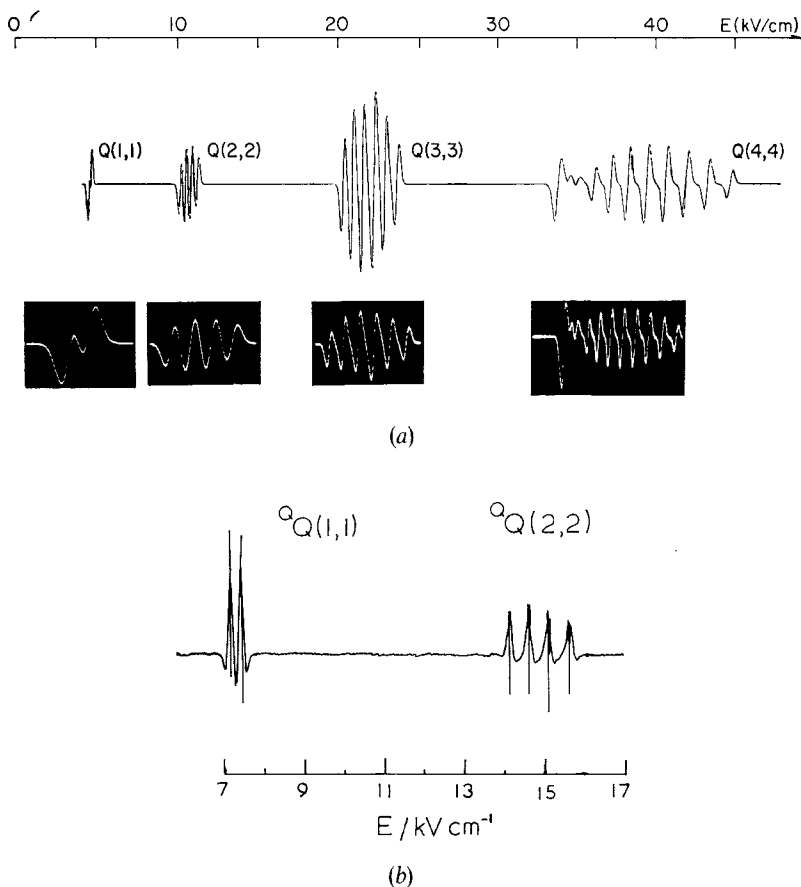 0 10 20 30 40 E(kV/cm)
Q(1,1) Q(2,2) Q(3,3) Q(4,4)
(a)
QQ(1,1) QQ(2,2)
7 9 11 13 15 17
E / kV cm⁻¹
(b)